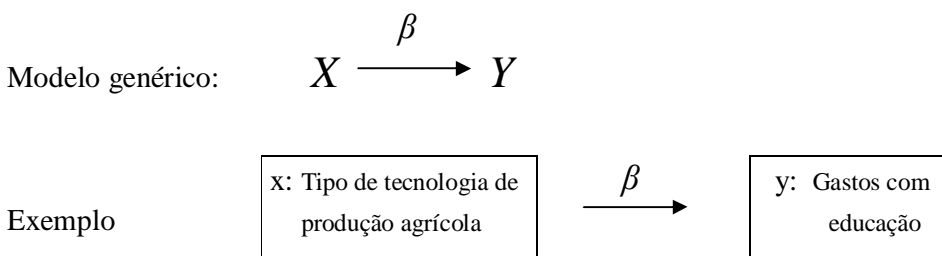 β
Modelo genérico: X Y
x: Tipo de tecnologia de β y: Gastos com
Exemplo produção agrícola educação